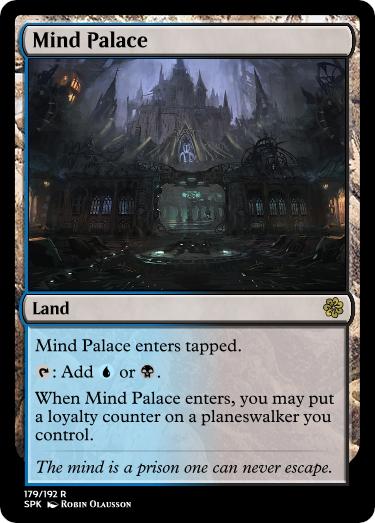 Mind Palace
Land
Mind Palace enters tapped.
: Add or .
When Mind Palace enters, you may put
a loyalty counter on a planeswalker you
control.
The mind is a prison one can never escape.
179/192 R
SPK Robin Olausson